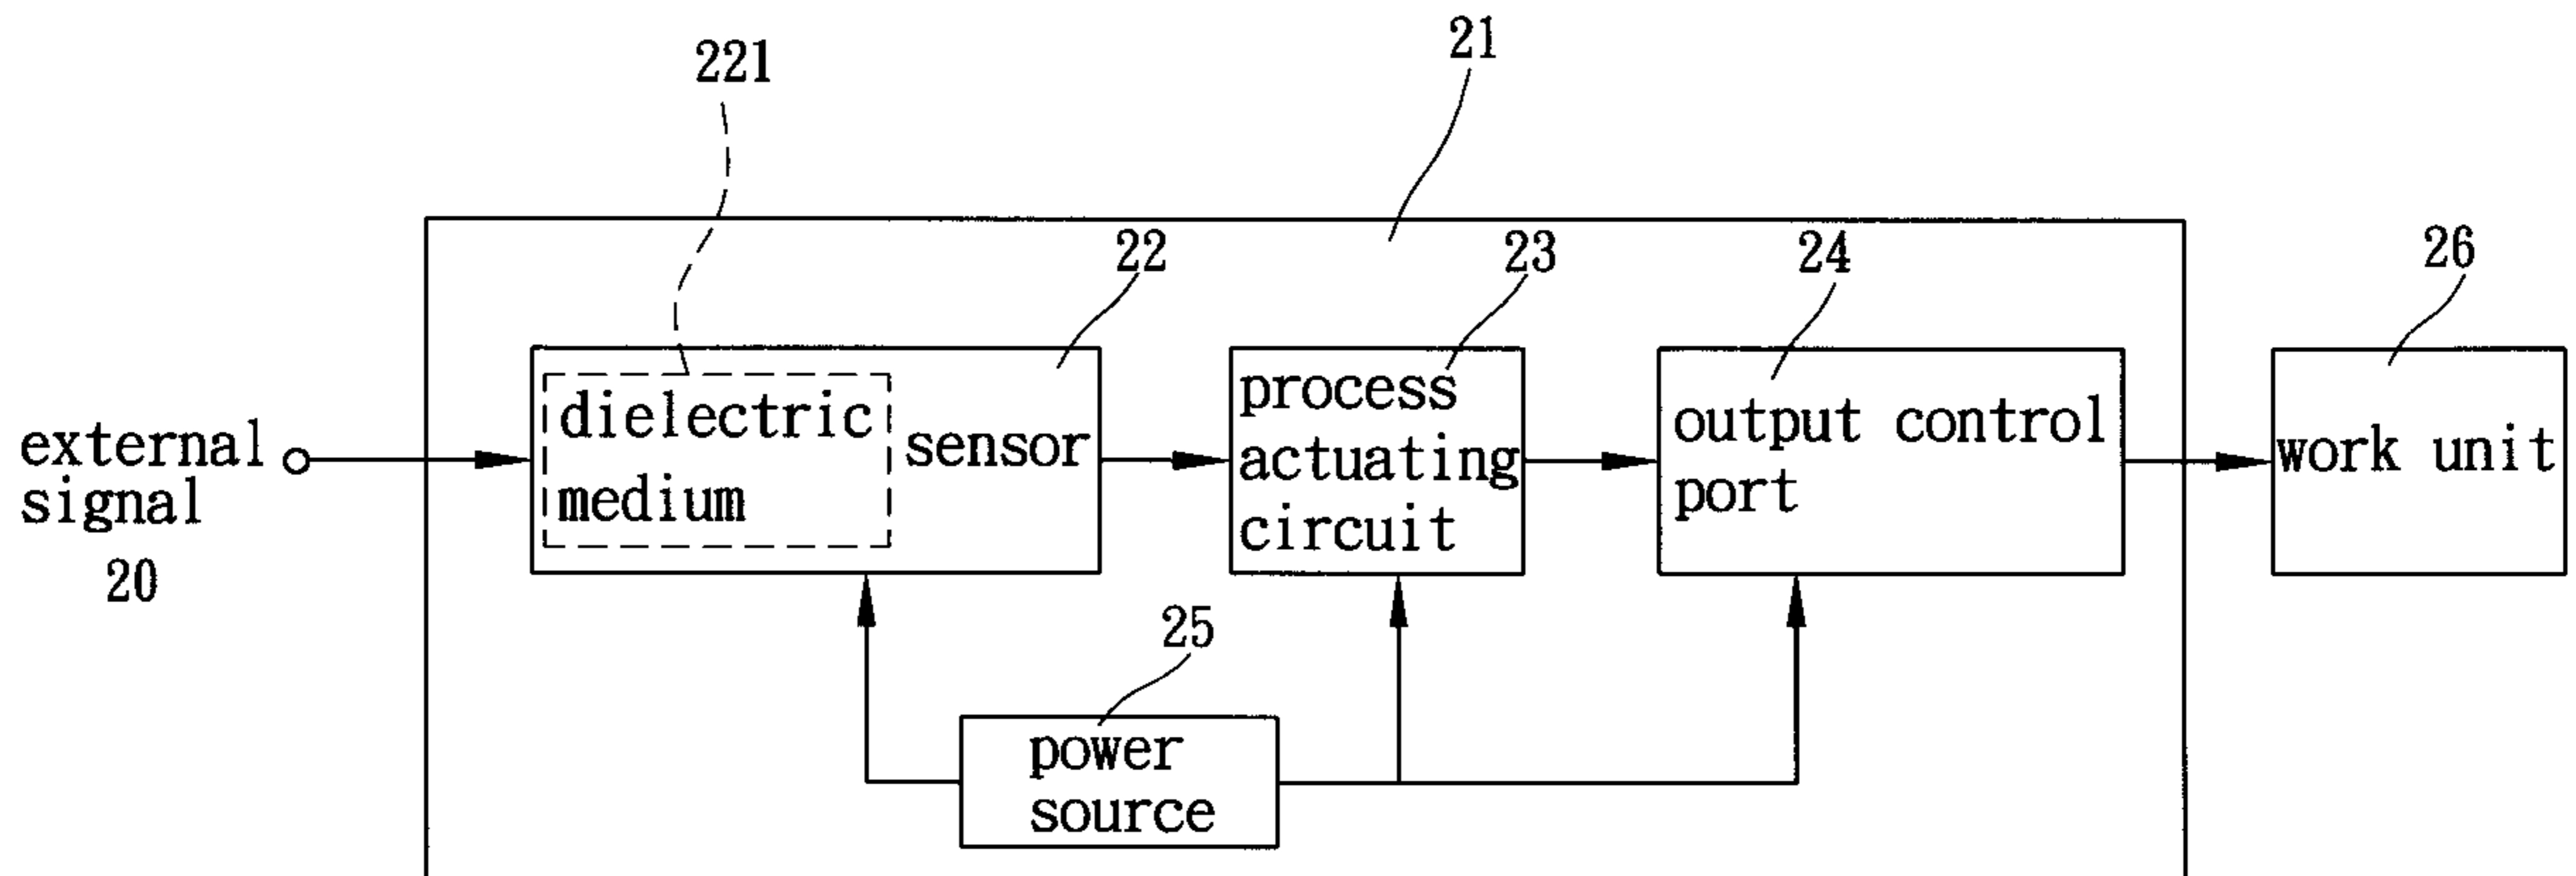 21
221
22
23
24
26
external
signal
20
dielectric
medium
sensor
process
actuating
circuit
output control
port
work unit
25
power
source